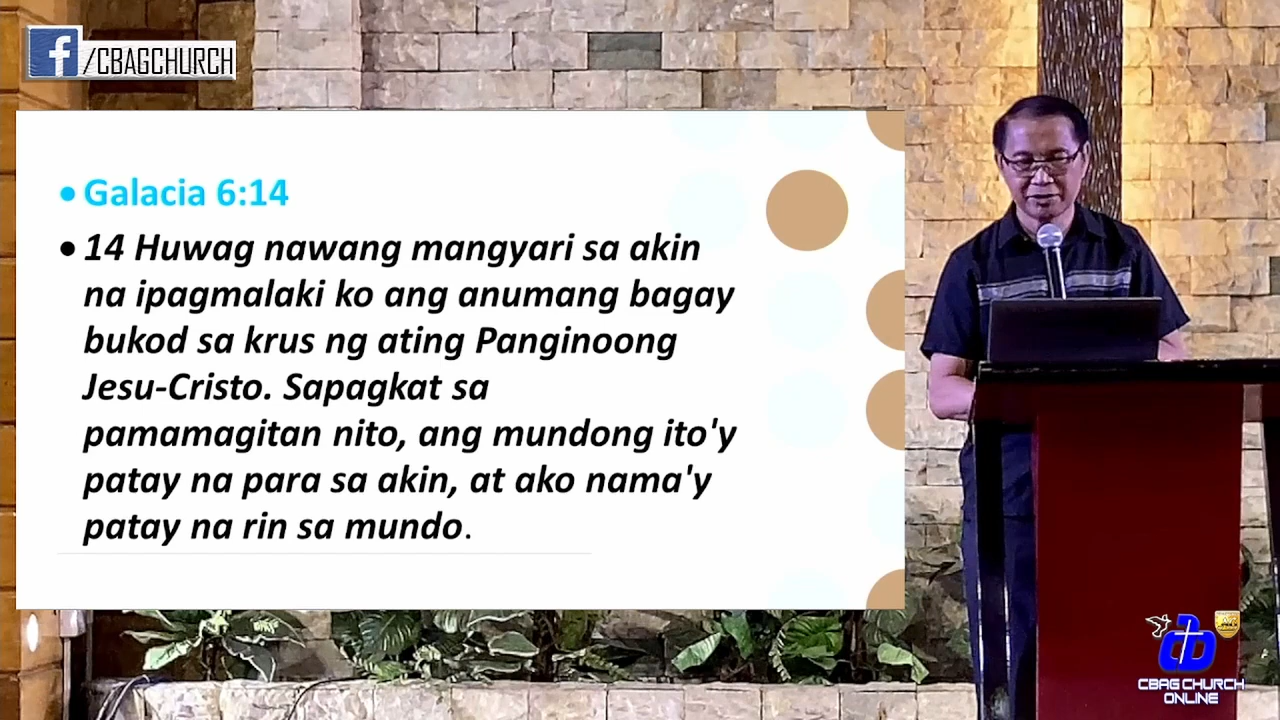 f /CBAGCHURCH
• Galacia 6:14
• 14 Huwag nawang mangyari sa akin
na ipagmalaki ko ang anumang bagay
bukod sa krus ng ating Panginoong
Jesu-Cristo. Sapagkat sa
pamamagitan nito, ang mundong ito'y
patay na para sa akin, at ako nama'y
patay na rin sa mundo.
CBAG CHURCH
ONLINE